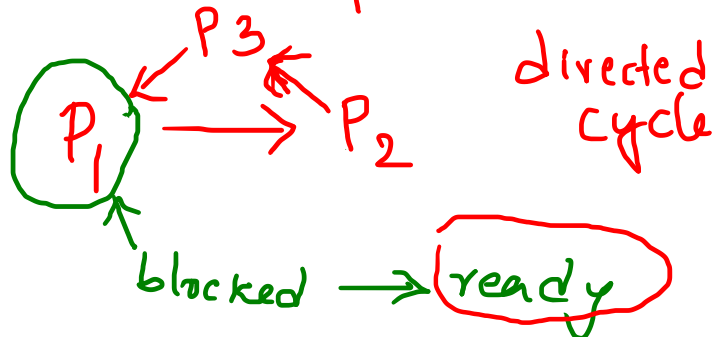 P3
directed
cycle
P1
P2
blocked → ready